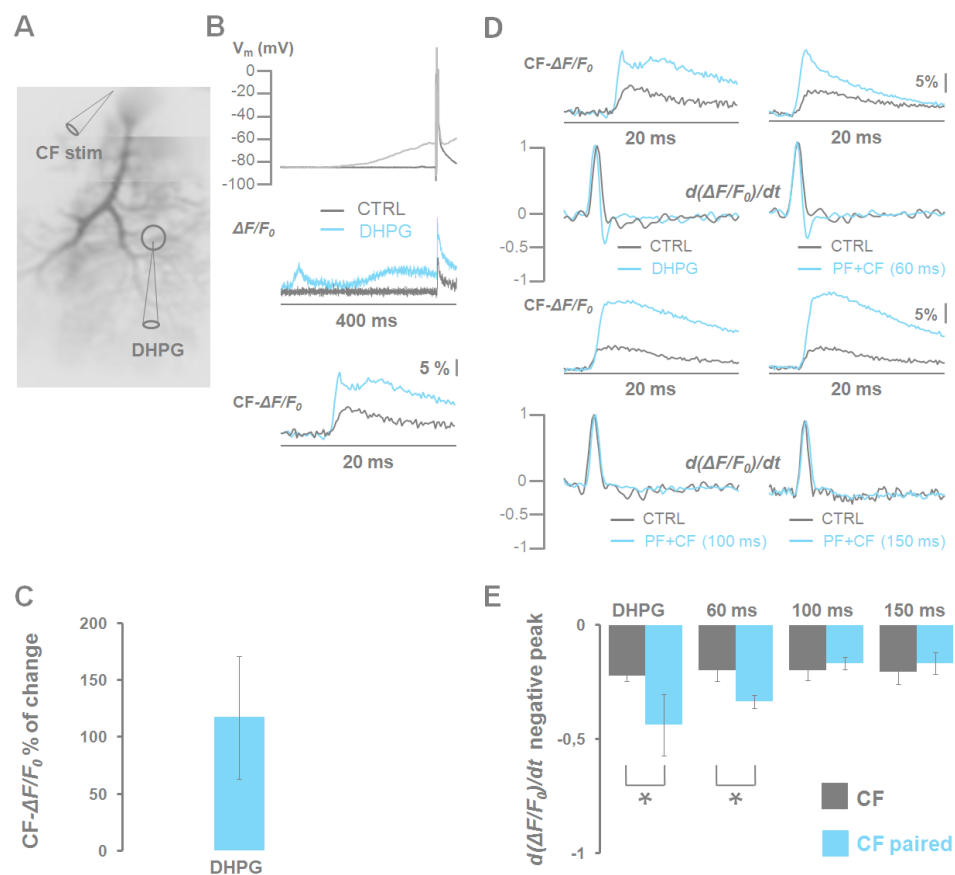 A
CF stim
DHPG
B
Vm (mV)
0
-20
-40
-60
-80
-100
CTRL
DHPG
ΔF/F0
400 ms
5 %
CF-ΔF/F0
20 ms
D
CF-ΔF/F0
5%
20 ms
20 ms
1
0
-0.5
-1
d(ΔF/F0)/dt
CTRL
DHPG
CTRL
PF+CF (60 ms)
CF-ΔF/F0
5%
20 ms
20 ms
1
0
-0.5
-1
d(ΔF/F0)/dt
CTRL
PF+CF (100 ms)
CTRL
PF+CF (150 ms)
C
CF-ΔF/F0 % of change
200
150
100
50
0
DHPG
E
d(ΔF/F0)/dt negative peak
DHPG 60 ms 100 ms 150 ms
0
-0,5
-1
*
*
CF
CF paired